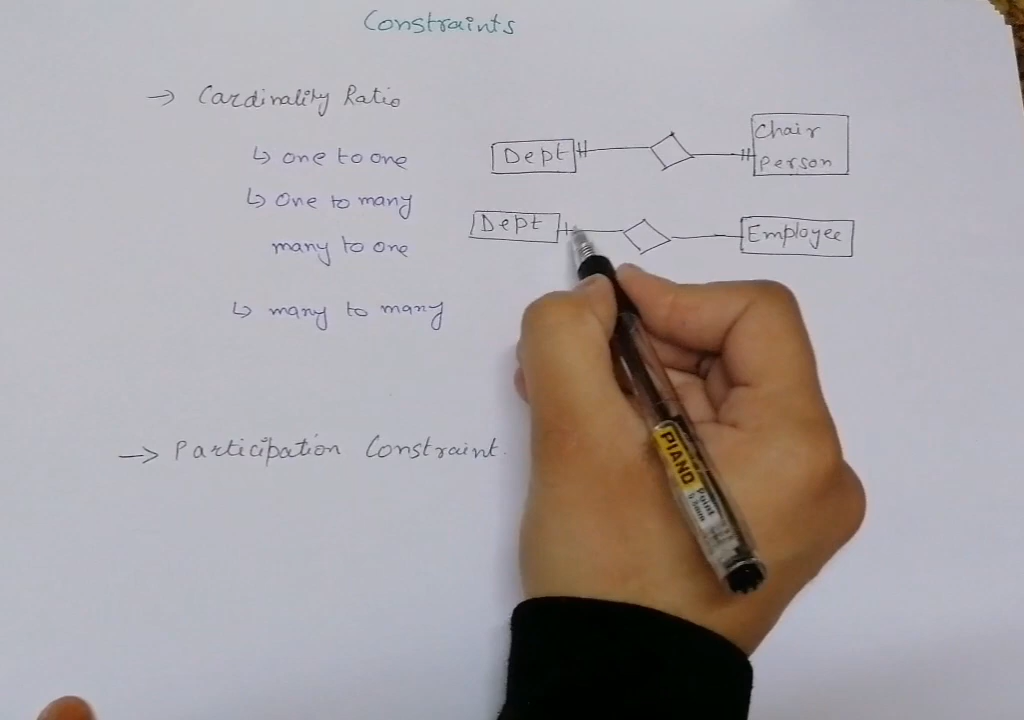 Constraints
→ Cardinality Ratio
↳ one to one
Dept
Chair
person
↳ One to many
Dept
Employee
many to one
↳ many to many
→ Participation Constraint.
PIANO
Point